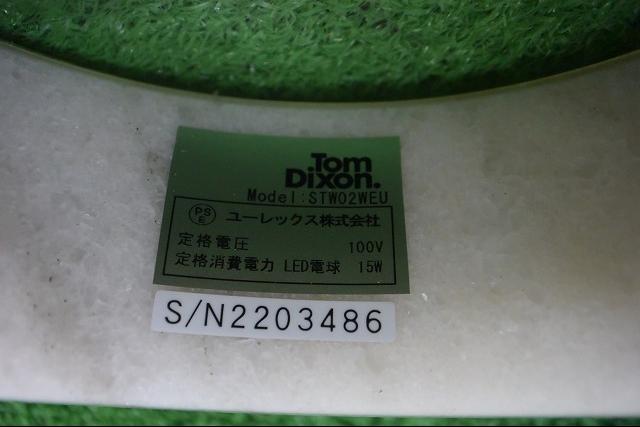 Tom
Dixon.
Model:STW02WEU
PS
E
ユーレックス株式会社
定格電圧 100V
定格消費電力 LED電球 15W
S/N2203486